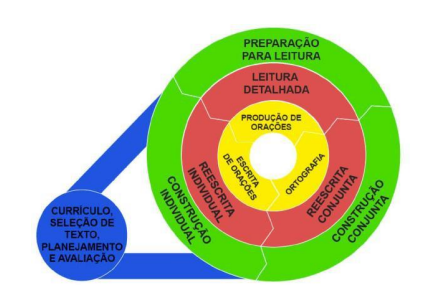 PREPARAÇÃO
PARA LEITURA
LEITURA
DETALHADA
PRODUÇÃO DE
ORAÇÕES
ESCRITA
DE ORAÇÕES
ORTOGRAFIA
REESCRITA
INDIVIDUAL
REESCRITA
CONJUNTA
CONSTRUÇÃO
INDIVIDUAL
CONSTRUÇÃO
CONJUNTA
CURRÍCULO,
SELEÇÃO DE
TEXTO,
PLANEJAMENTO
E AVALIAÇÃO